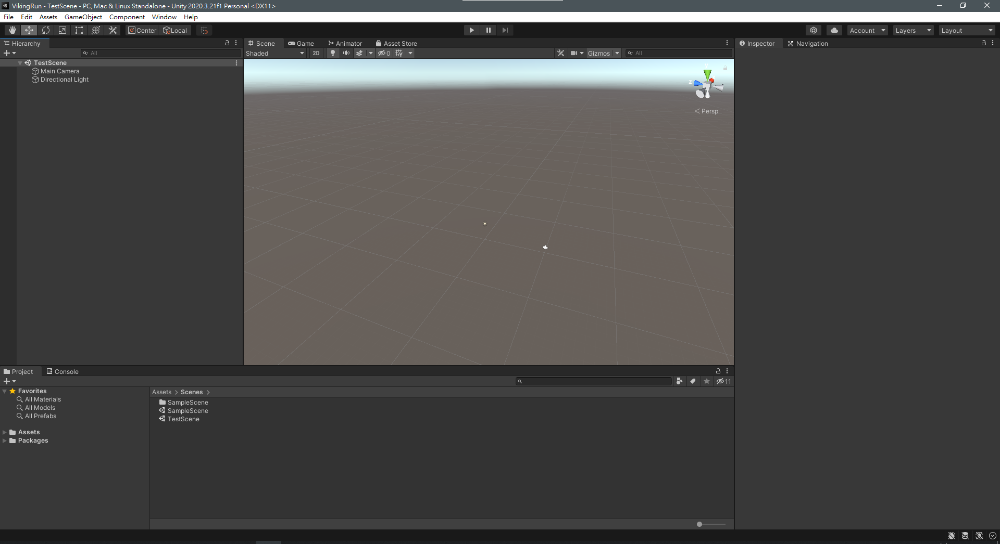 VikingRun - TestScene - PC, Mac & Linux Standalone - Unity 2020.3.21f1 Personal <DX11>
File Edit Assets GameObject Component Window Help
Center Local Account Layers Layout
Hierarchy
All
TestScene
Main Camera
Directional Light
Scene Game Animator Asset Store
Shaded 2D 0 Gizmos All
z
Persp
Inspector Navigation
Project Console
11
Favorites
All Materials
All Models
All Prefabs
Assets
Packages
Assets > Scenes >
SampleScene
SampleScene
TestScene